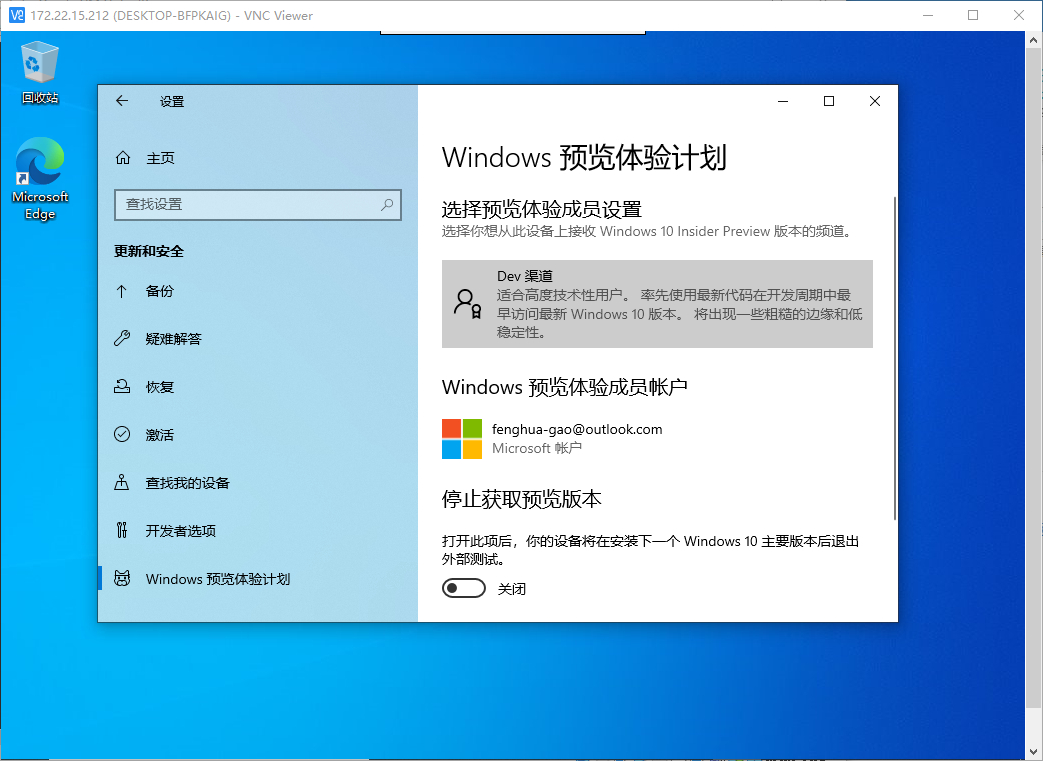 172.22.15.212 (DESKTOP-BFPKAIG) - VNC Viewer
回收站
Microsoft
Edge
设置
主页
查找设置
更新和安全
备份
疑难解答
恢复
激活
查找我的设备
开发者选项
Windows 预览体验计划
Windows 预览体验计划
选择预览体验成员设置
选择你想从此设备上接收 Windows 10 Insider Preview 版本的频道。
Dev 渠道
适合高度技术性用户。 率先使用最新代码在开发周期中最
早访问最新 Windows 10 版本。 将出现一些粗糙的边缘和低
稳定性。
Windows 预览体验成员帐户
fenghua-gao@outlook.com
Microsoft 帐户
停止获取预览版本
打开此项后，你的设备将在安装下一个 Windows 10 主要版本后退出
外部测试。
关闭